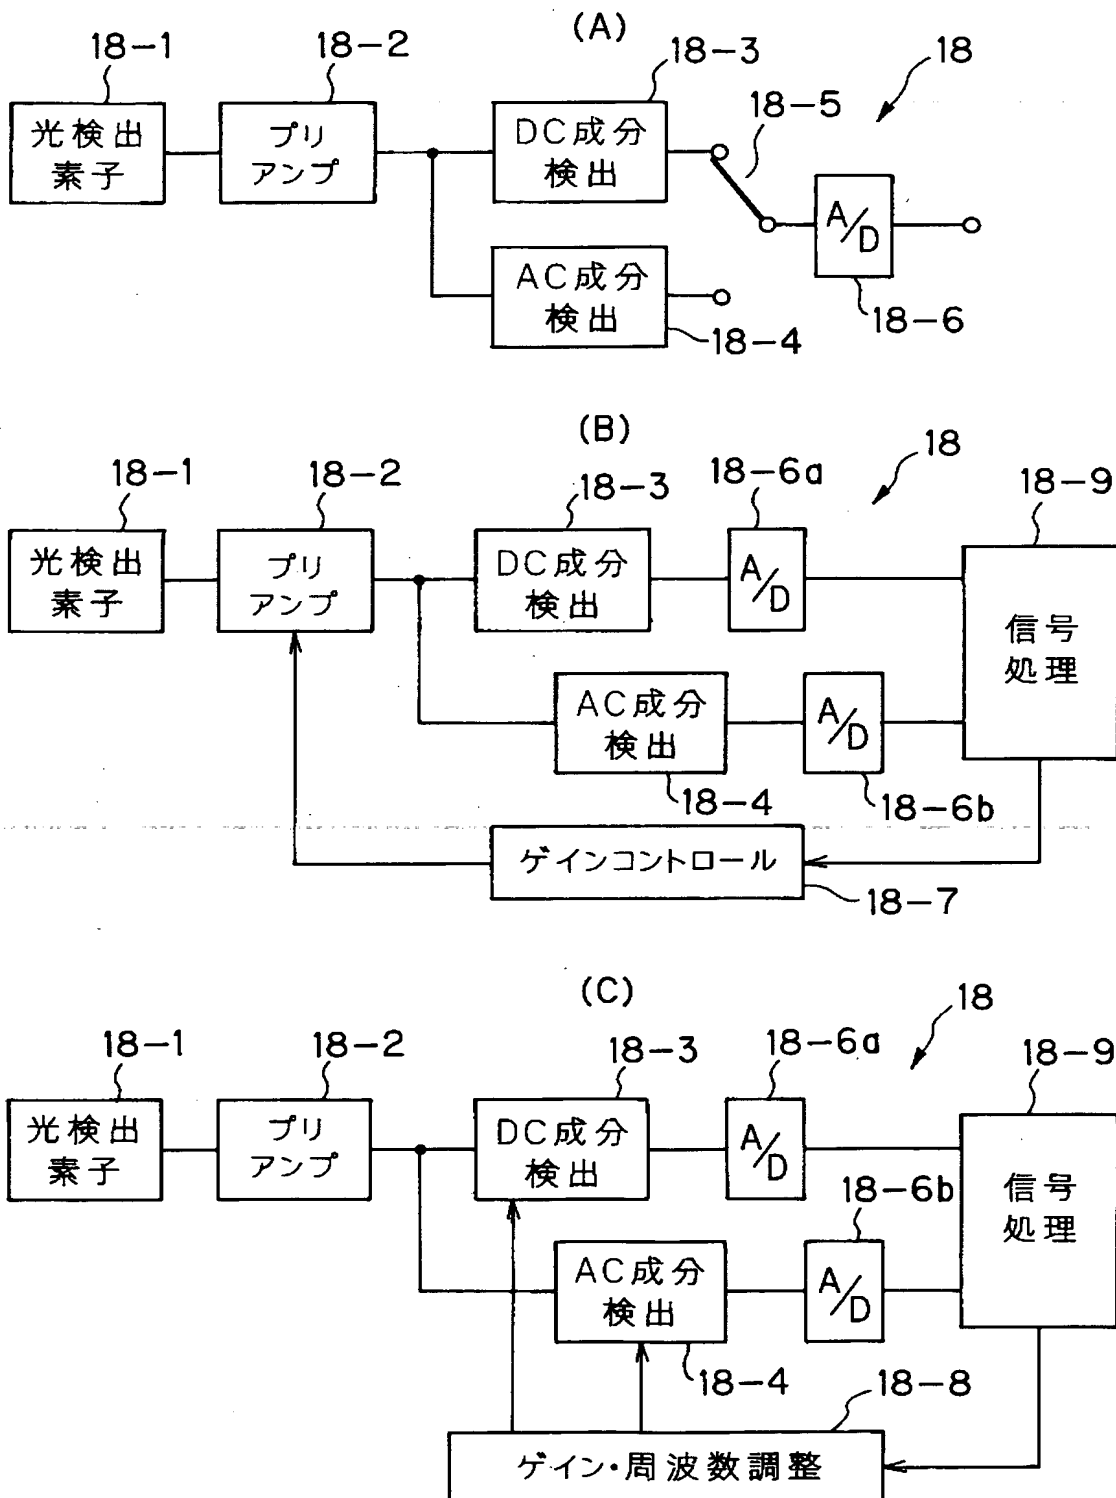 (A)
18-1
18-2
18-3
18
18-5
光検出
素子
プリ
アンプ
DC成分
検出
A/D
AC成分
検出
18-6
18-4
(B)
18-1
18-2
18-3
18-6a
18
18-9
光検出
素子
プリ
アンプ
DC成分
検出
A/D
信号
処理
AC成分
検出
A/D
18-4
18-6b
ゲインコントロール
18-7
(C)
18-1
18-2
18-3
18-6a
18
18-9
光検出
素子
プリ
アンプ
DC成分
検出
A/D
18-6b
信号
処理
AC成分
検出
A/D
18-4
18-8
ゲイン・周波数調整